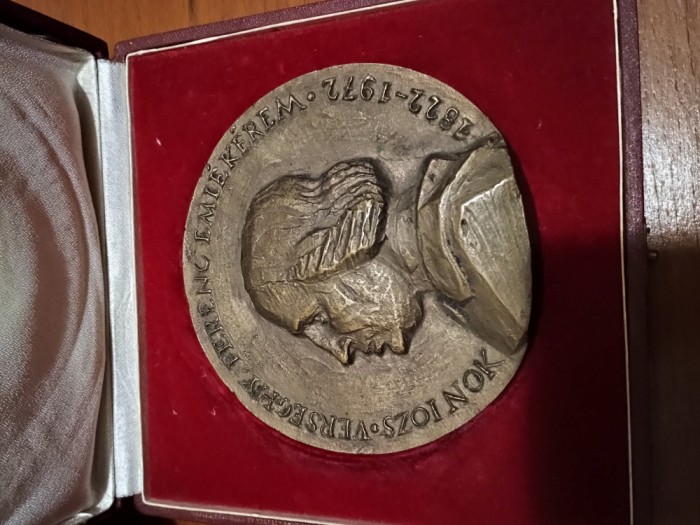 VERSEGHY FERENC EMLÉKÉREM · 1822-1972 ·
SZOLNOK